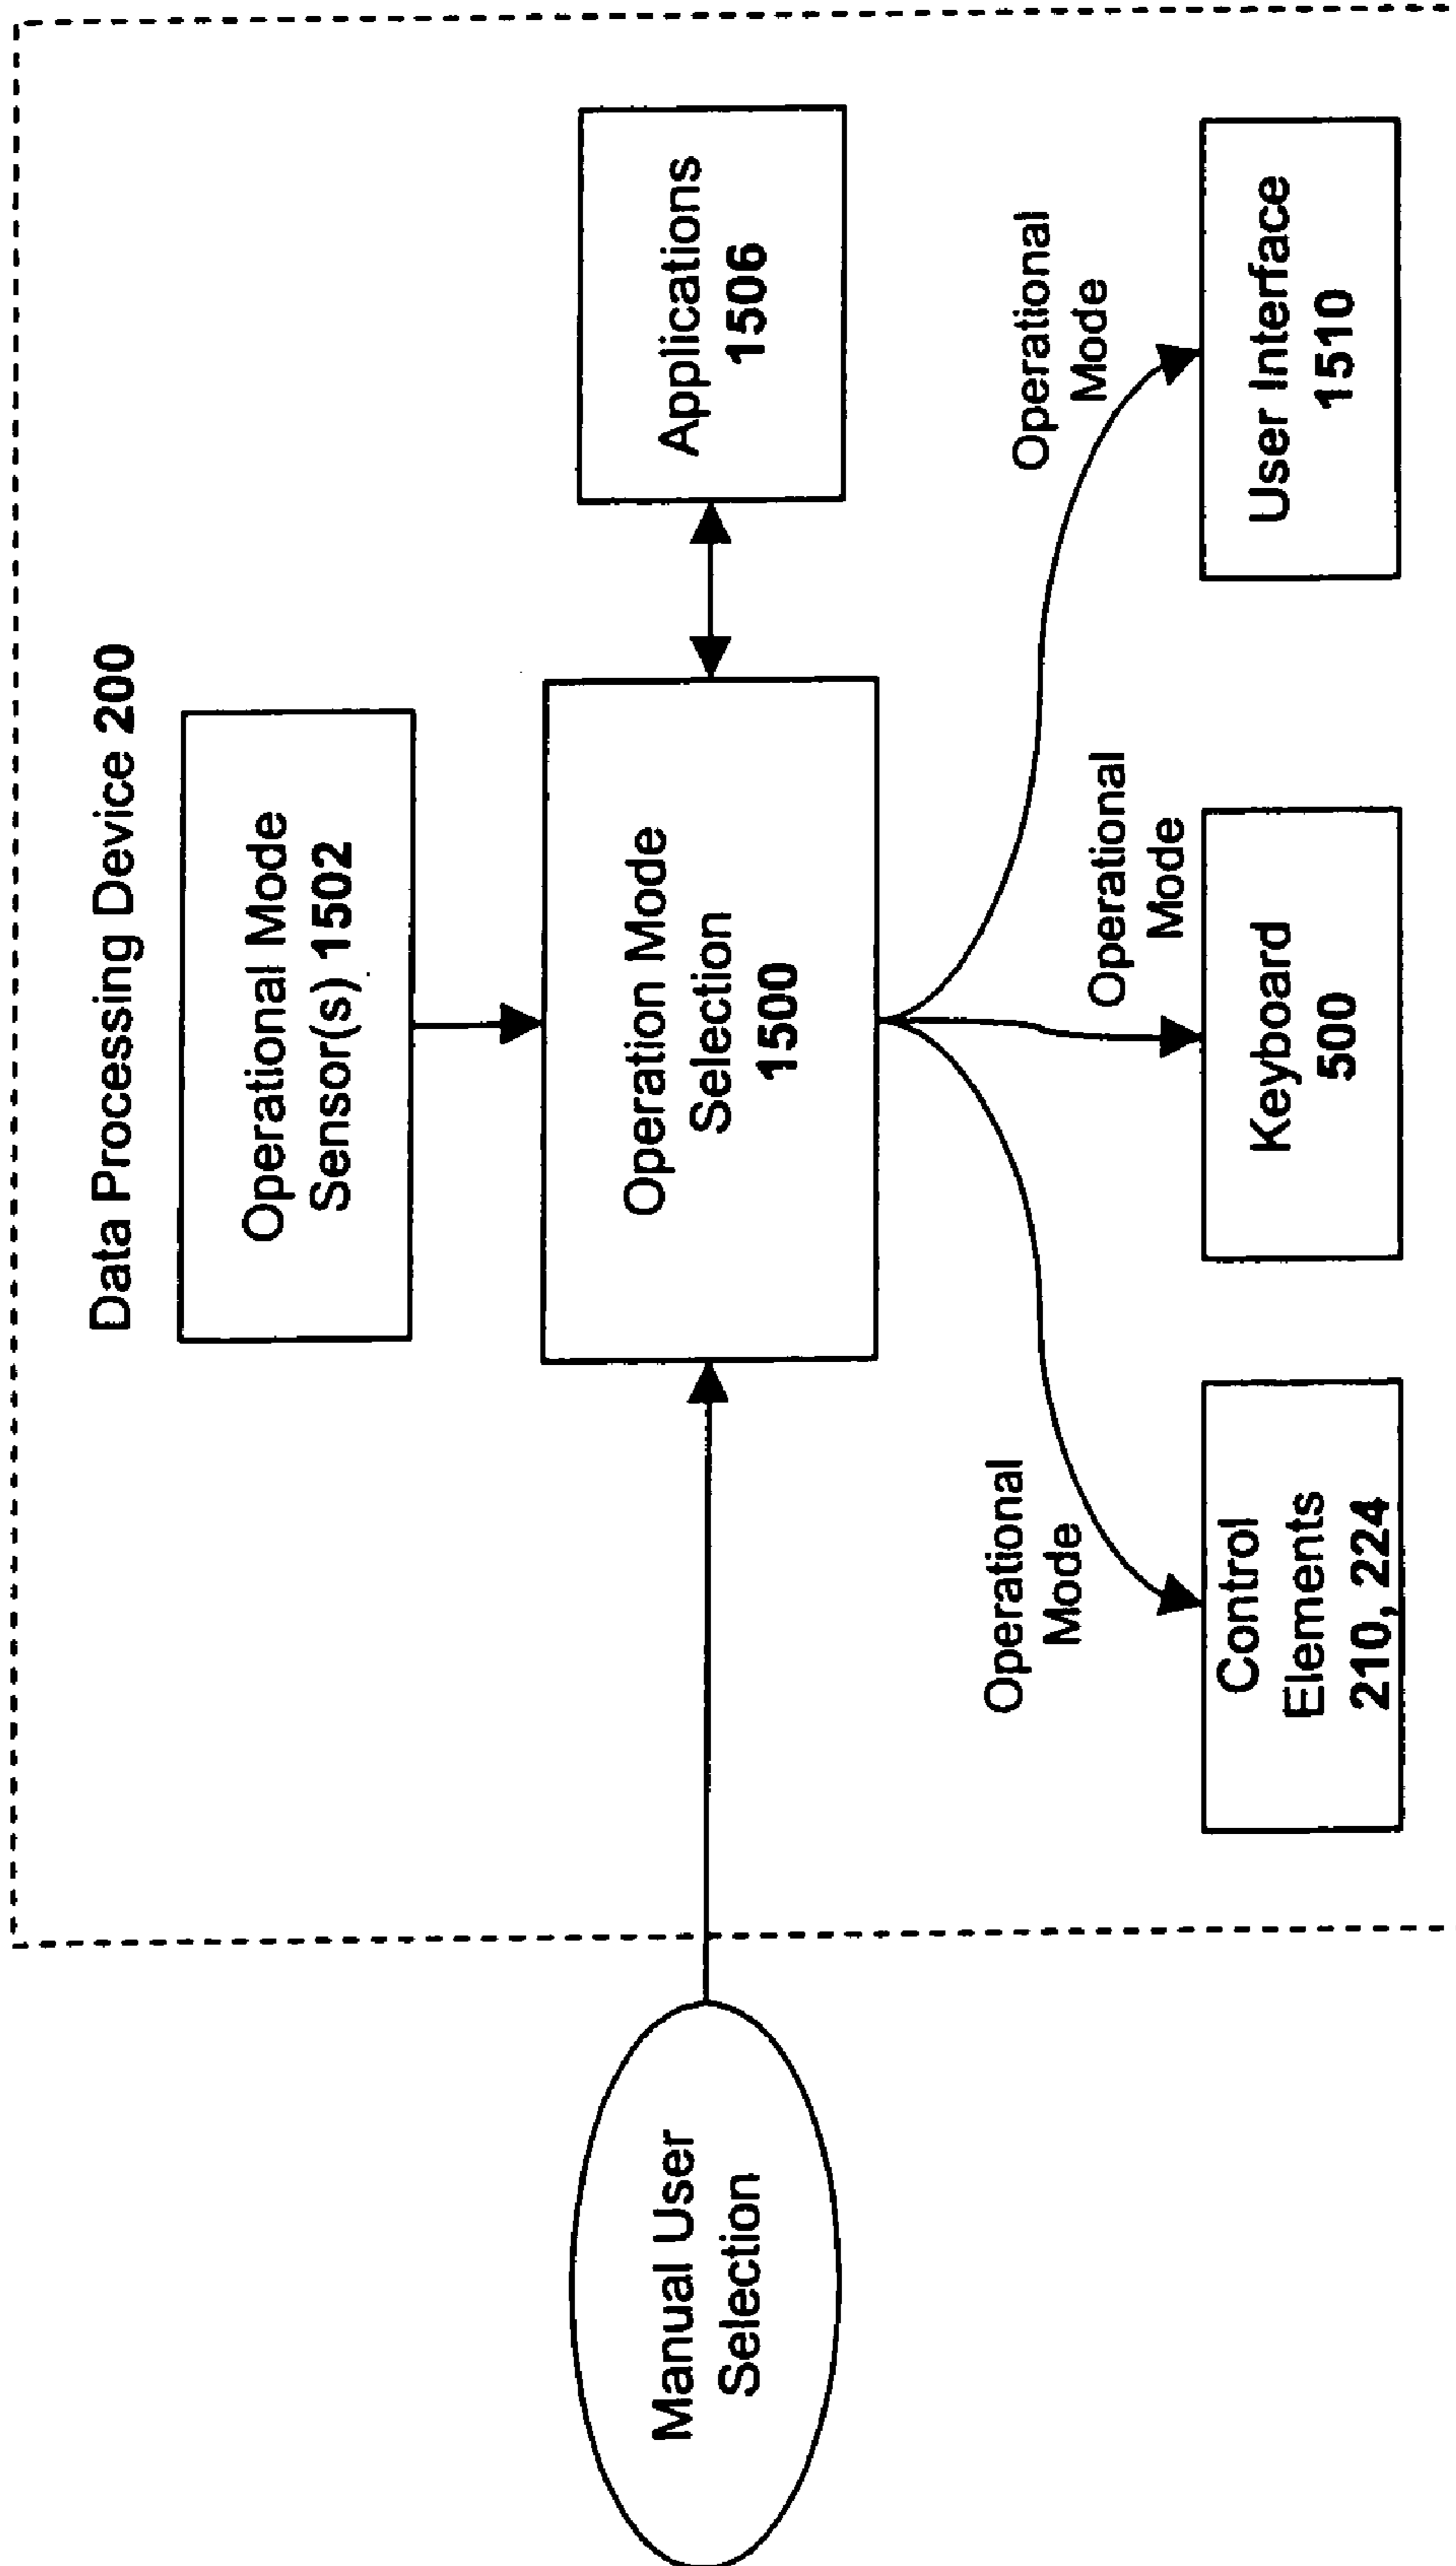 Data Processing Device 200
Operational Mode
Sensor(s) 1502
Manual User
Selection
Operation Mode
Selection
1500
Applications
1506
Operational
Mode
Operational
Mode
Operational
Mode
Control
Elements
210, 224
Keyboard
500
User Interface
1510